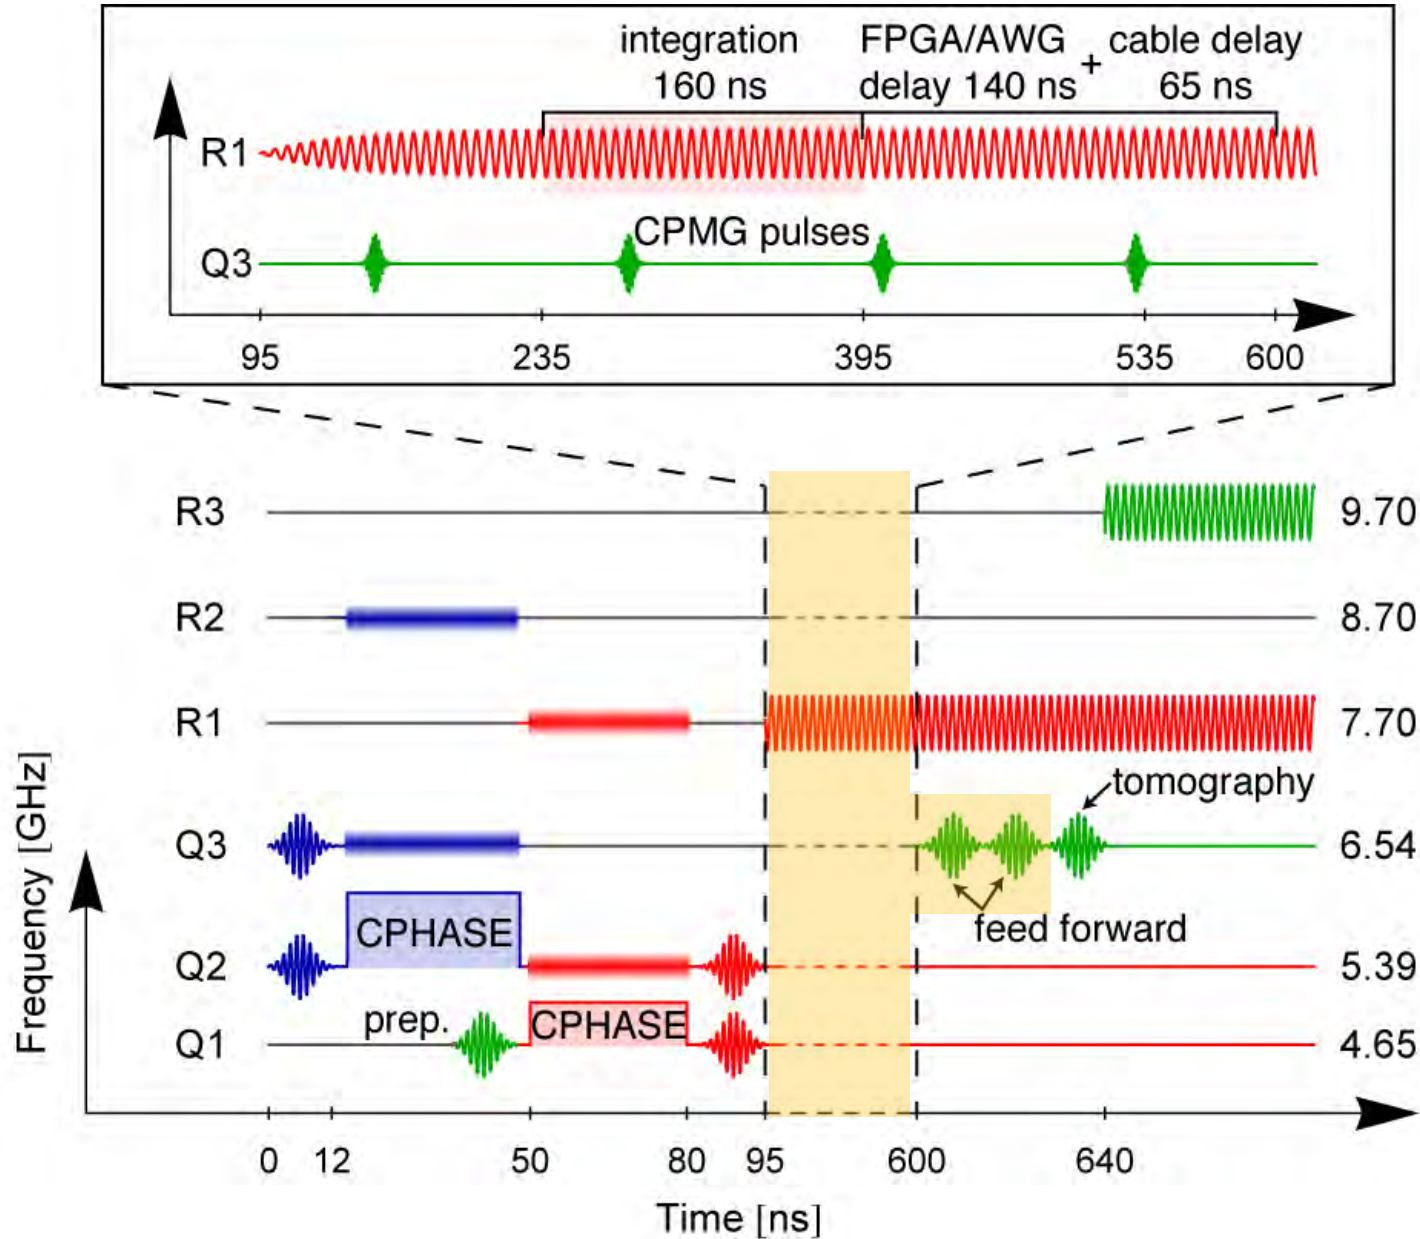 integration
160 ns
FPGA/AWG
delay 140 ns
+
cable delay
65 ns
R1
CPMG pulses
Q3
95 235 395 535 600
R3 9.70
R2 8.70
R1 7.70
tomography
Q3 6.54
feed forward
CPHASE
Q2 5.39
prep.
CPHASE
Q1 4.65
Frequency [GHz]
0 12 50 80 95 600 640
Time [ns]